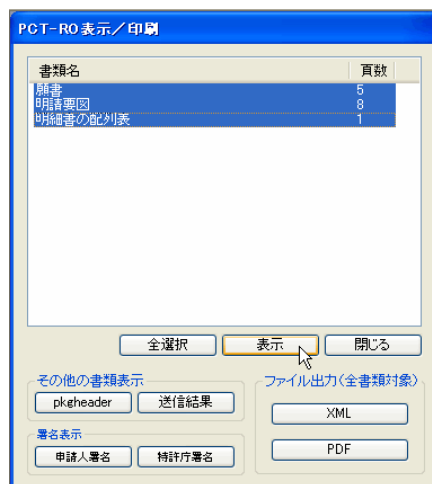 PCT-RO表示／印刷
書類名 頁数
願書 5
明請要図 8
明細書の配列表 1
全選択 表示 閉じる
その他の書類表示
pkgheader 送信結果
署名表示
申請人署名 特許庁署名
ファイル出力(全書類対象)
XML
PDF